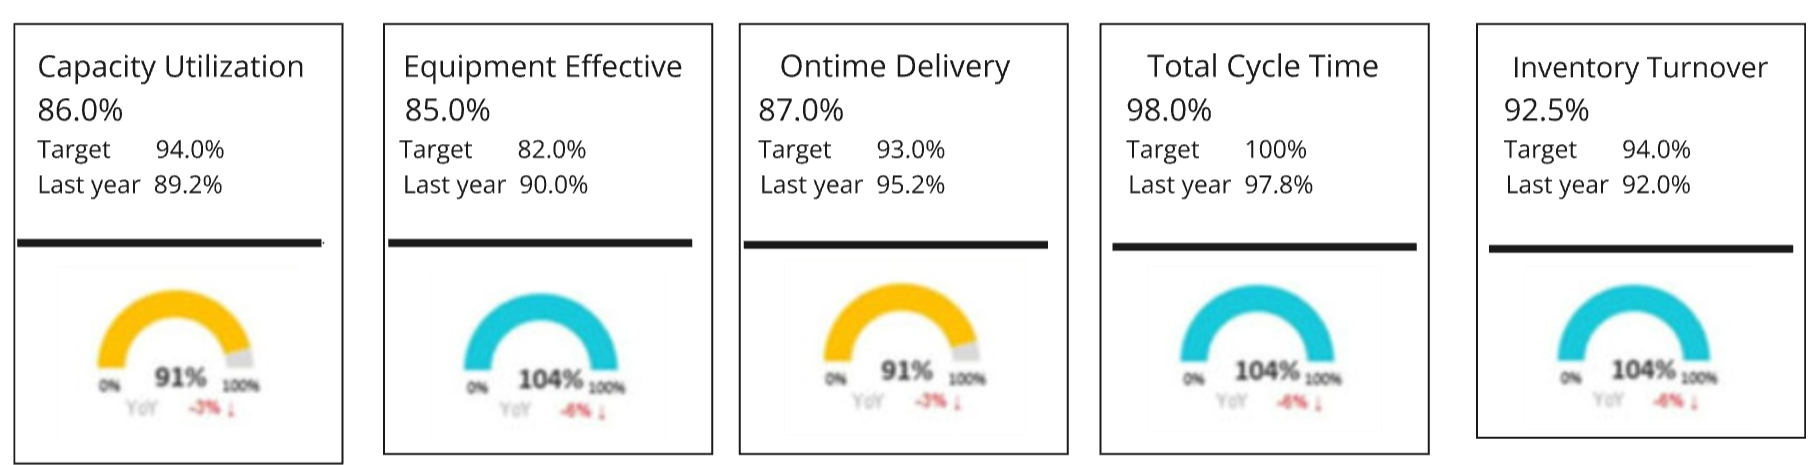 Capacity Utilization
86.0%
Target 94.0%
Last year 89.2%
0% 91% 100%
YoY -3% ↓
Equipment Effective
85.0%
Target 82.0%
Last year 90.0%
0% 104% 100%
YoY -6% ↓
Ontime Delivery
87.0%
Target 93.0%
Last year 95.2%
0% 91% 100%
YoY -3% ↓
Total Cycle Time
98.0%
Target 100%
Last year 97.8%
0% 104% 100%
YoY -6% ↓
Inventory Turnover
92.5%
Target 94.0%
Last year 92.0%
0% 104% 100%
YoY -6% ↓